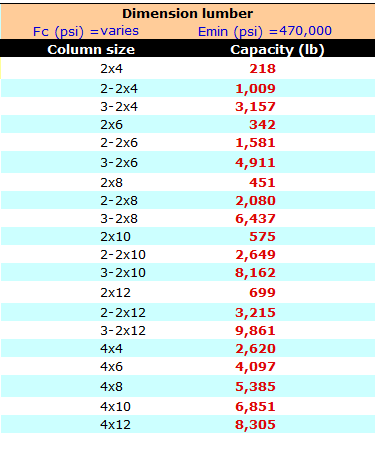 Dimension lumber
Fc (psi) =varies Emin (psi) =470,000
Column size Capacity (lb)
2x4 218
2-2x4 1,009
3-2x4 3,157
2x6 342
2-2x6 1,581
3-2x6 4,911
2x8 451
2-2x8 2,080
3-2x8 6,437
2x10 575
2-2x10 2,649
3-2x10 8,162
2x12 699
2-2x12 3,215
3-2x12 9,861
4x4 2,620
4x6 4,097
4x8 5,385
4x10 6,851
4x12 8,305